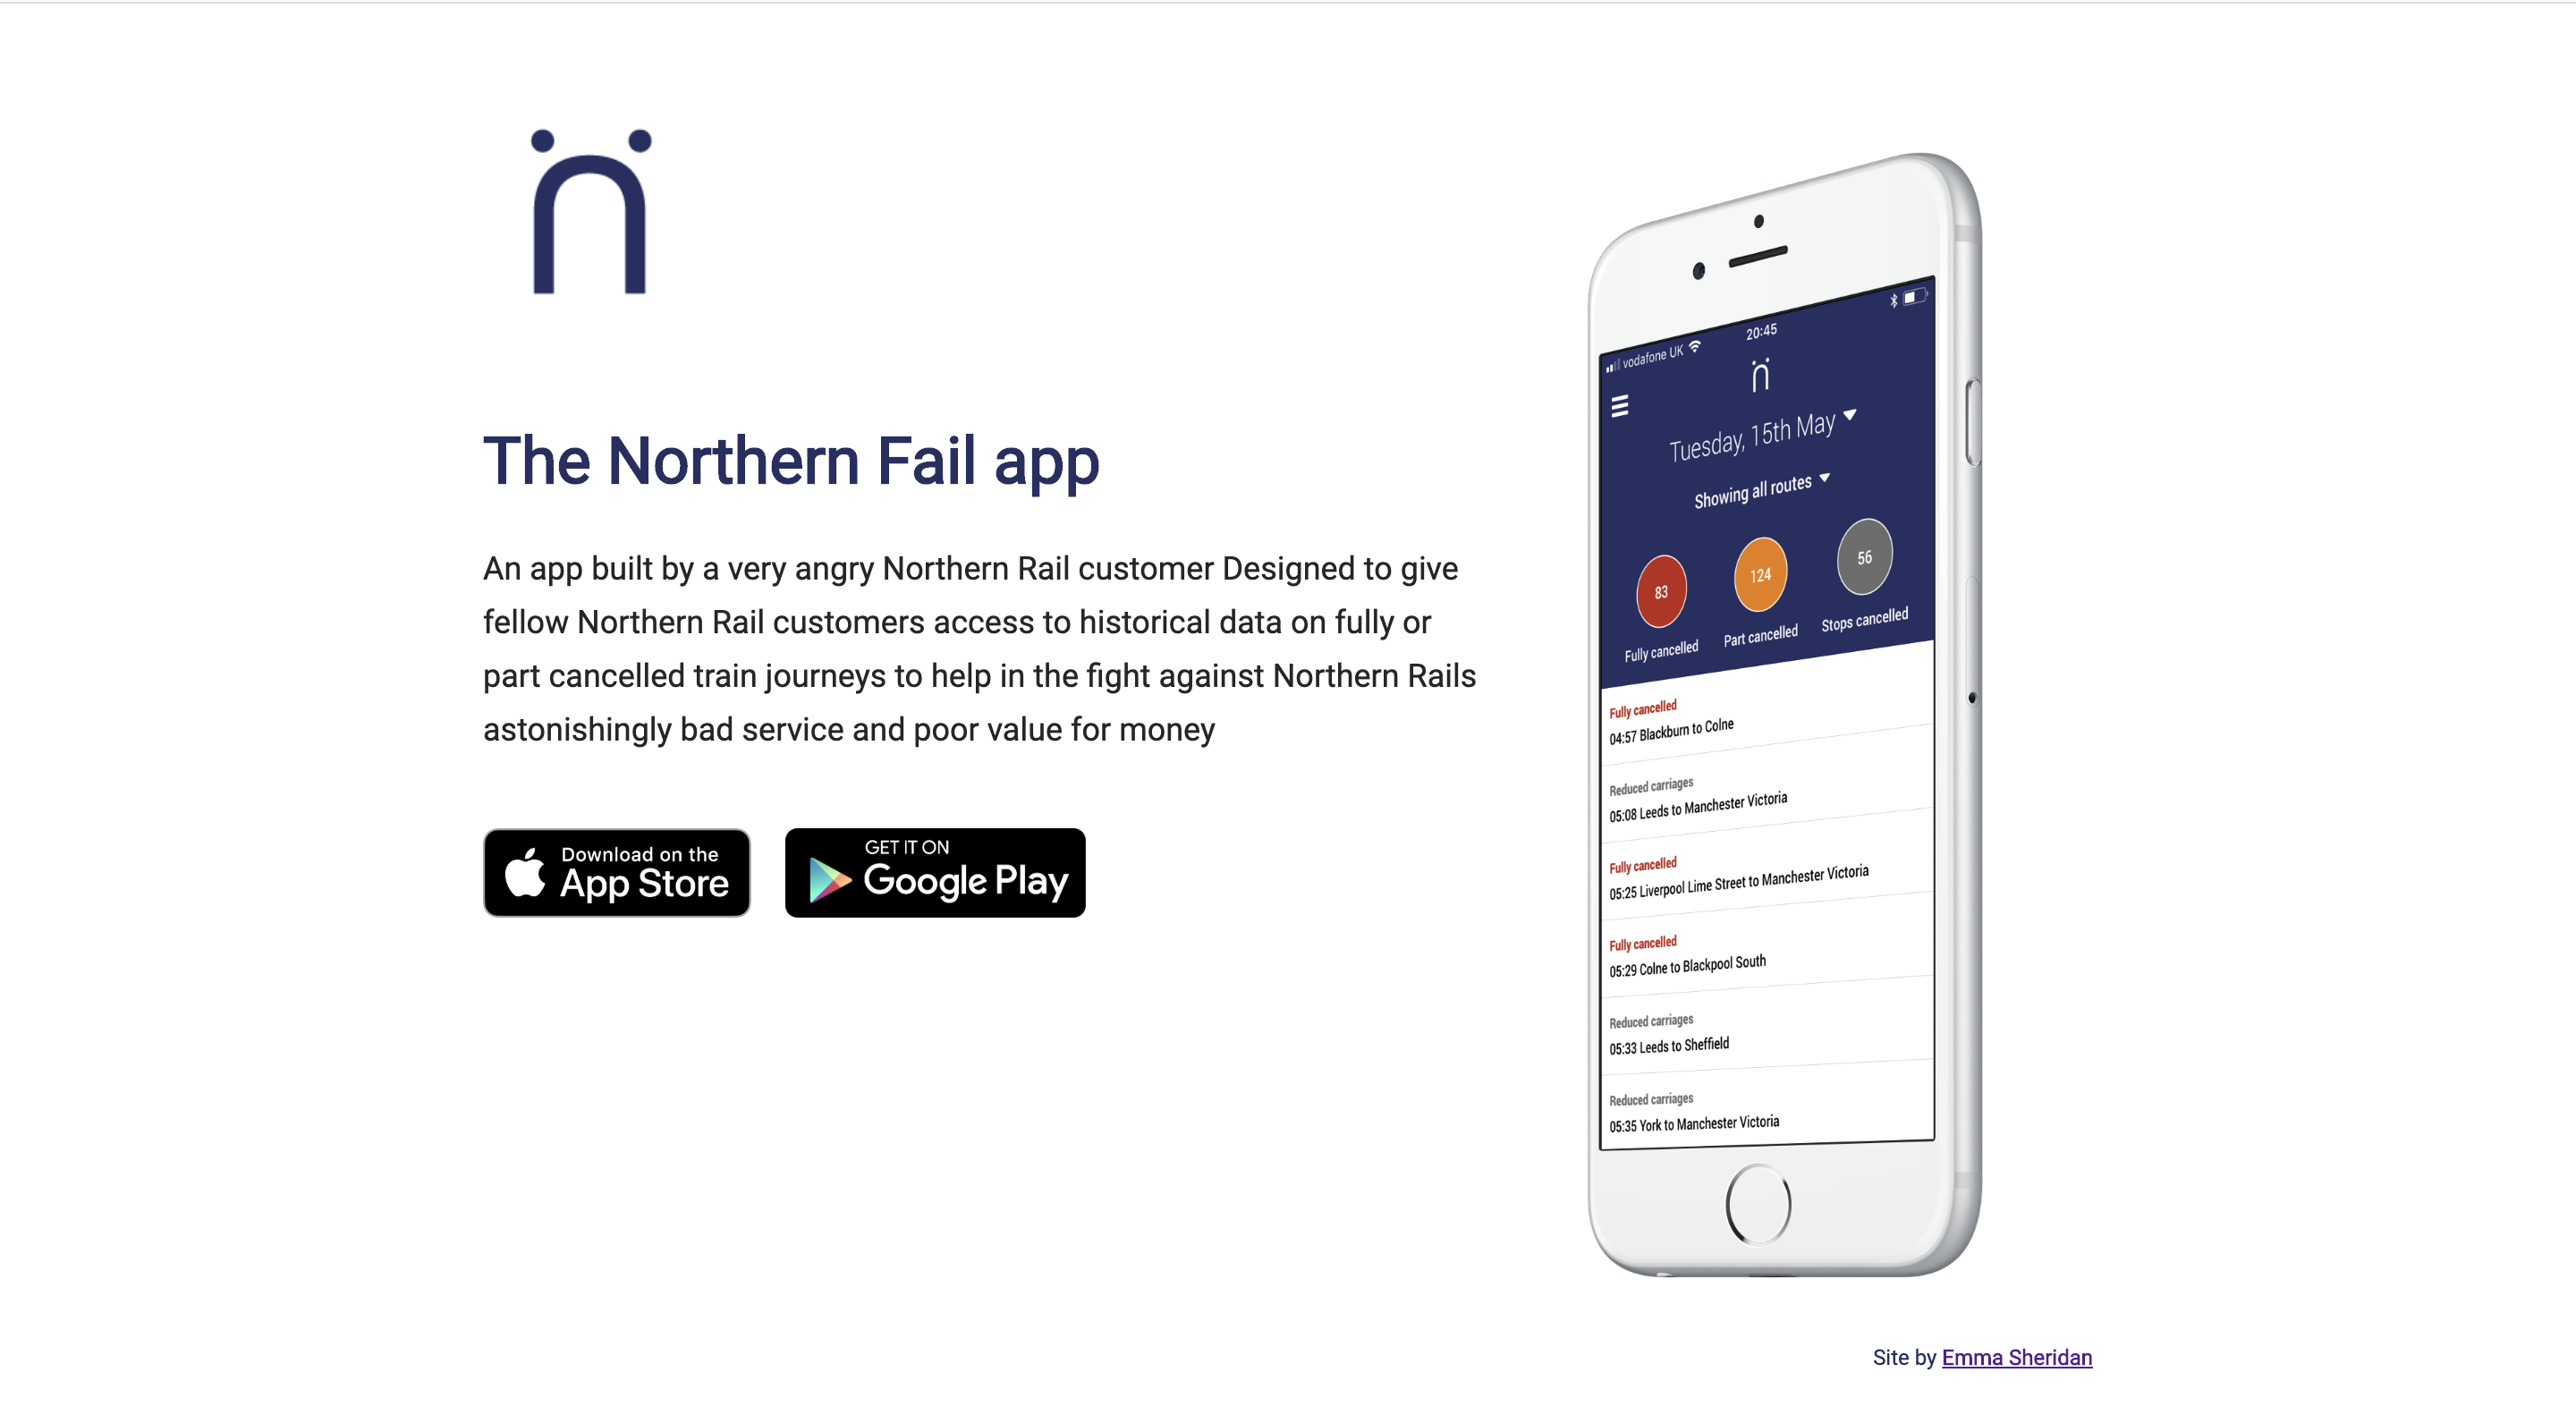 n̈
The Northern Fail app
An app built by a very angry Northern Rail customer Designed to give
fellow Northern Rail customers access to historical data on fully or
part cancelled train journeys to help in the fight against Northern Rails
astonishingly bad service and poor value for money
Download on the
App Store
GET IT ON
Google Play
vodafone UK
20:45
n̈
Tuesday, 15th May
Showing all routes
83
124
56
Fully cancelled
Part cancelled
Stops cancelled
Fully cancelled
04:57 Blackburn to Colne
Reduced carriages
05:08 Leeds to Manchester Victoria
Fully cancelled
05:25 Liverpool Lime Street to Manchester Victoria
Fully cancelled
05:29 Colne to Blackpool South
Reduced carriages
05:33 Leeds to Sheffield
Reduced carriages
05:35 York to Manchester Victoria
Site by Emma Sheridan